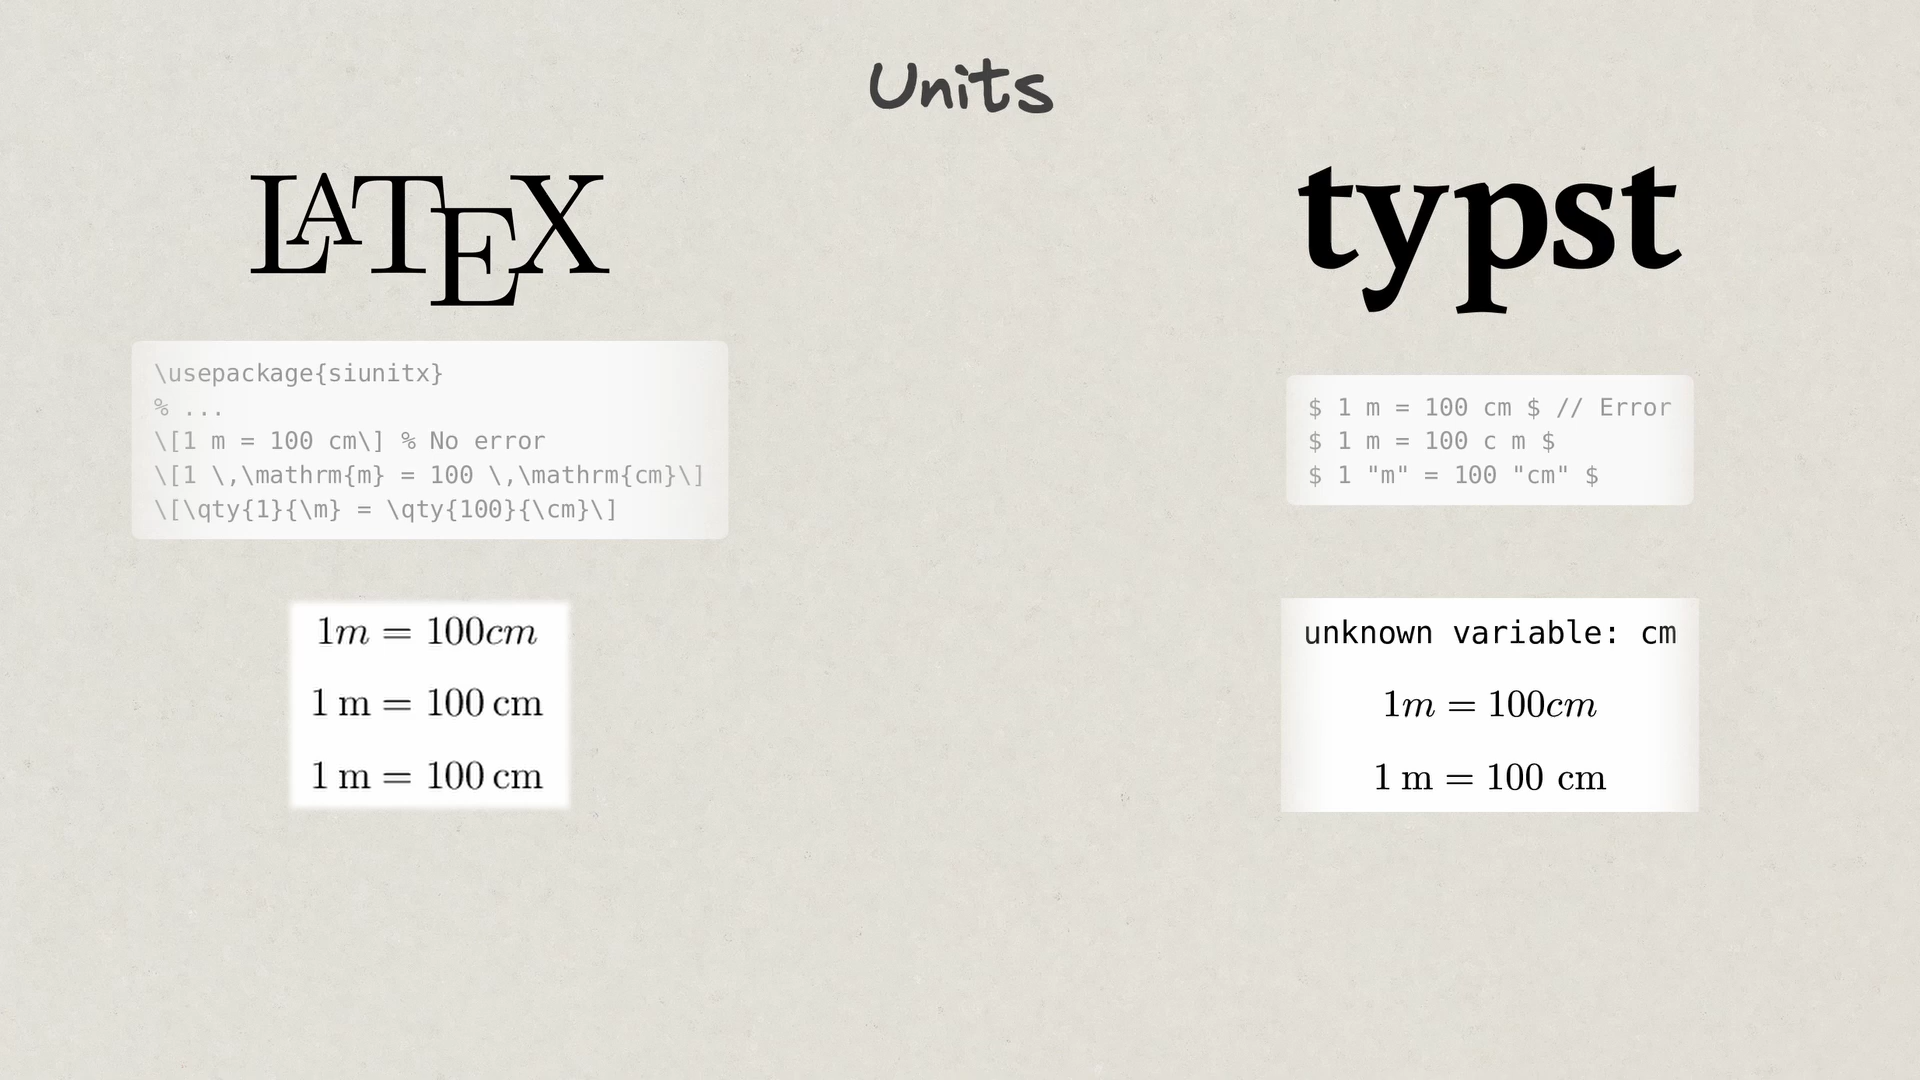 Units
LATEX
\usepackage{siunitx}
% ...
\[1 m = 100 cm\] % No error
\[1 \,\mathrm{m} = 100 \,\mathrm{cm}\]
\[\qty{1}{\m} = \qty{100}{\cm}\]
1m = 100cm
1 m = 100 cm
1 m = 100 cm
typst
$ 1 m = 100 cm $ // Error
$ 1 m = 100 c m $
$ 1 "m" = 100 "cm" $
unknown variable: cm
1m = 100cm
1 m = 100 cm